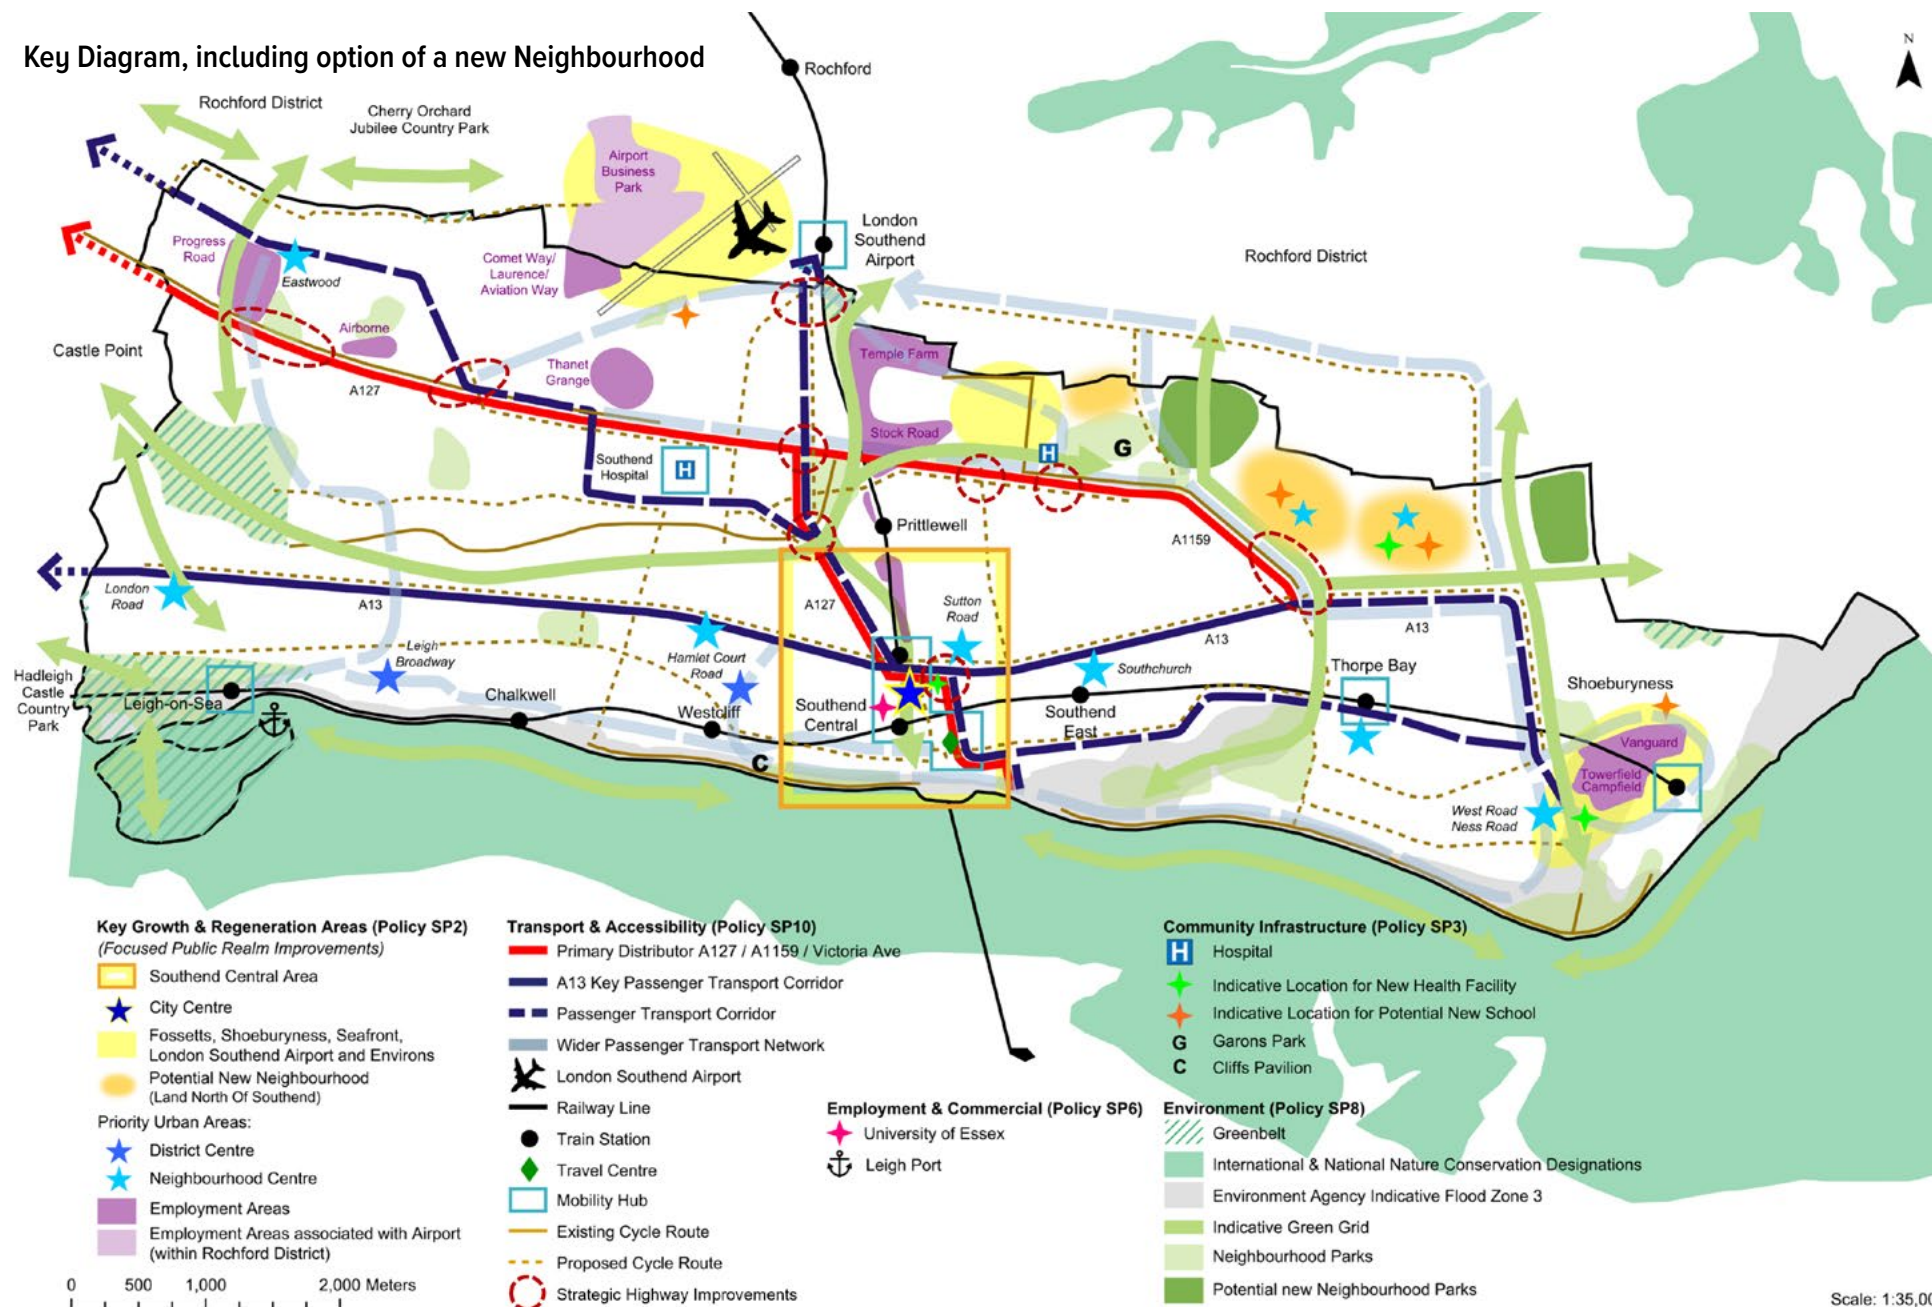 Key Diagram, including option of a new Neighbourhood
N
Rochford
Rochford District
Cherry Orchard
Jubilee Country Park
Airport
Business
Park
London
Southend
Airport
Rochford District
Progress
Road
Eastwood
Comet Way/
Laurence/
Aviation Way
Airborne
Castle Point
A127
Thanet
Grange
Temple Farm
Stock Road
G
H
Southend
Hospital
H
Prittlewell
A1159
London
Road
A13
A127
Sutton
Road
Leigh
Broadway
Hamlet Court
Road
A13
A13
Southchurch
Thorpe Bay
Hadleigh
Castle
Country
Park
Leigh-on-Sea
Chalkwell
Westcliff
Southend
Central
Southend
East
Shoeburyness
Vanguard
Towerfield
Campfield
C
West Road
Ness Road
Key Growth & Regeneration Areas (Policy SP2)
(Focused Public Realm Improvements)
Southend Central Area
City Centre
Fossetts, Shoeburyness, Seafront,
London Southend Airport and Environs
Potential New Neighbourhood
(Land North Of Southend)
Priority Urban Areas:
District Centre
Neighbourhood Centre
Employment Areas
Employment Areas associated with Airport
(within Rochford District)
0 500 1,000 2,000 Meters
Transport & Accessibility (Policy SP10)
Primary Distributor A127 / A1159 / Victoria Ave
A13 Key Passenger Transport Corridor
Passenger Transport Corridor
Wider Passenger Transport Network
London Southend Airport
Railway Line
Train Station
Travel Centre
Mobility Hub
Existing Cycle Route
Proposed Cycle Route
Strategic Highway Improvements
Employment & Commercial (Policy SP6)
University of Essex
Leigh Port
Community Infrastructure (Policy SP3)
H Hospital
Indicative Location for New Health Facility
Indicative Location for Potential New School
G Garons Park
C Cliffs Pavilion
Environment (Policy SP8)
Greenbelt
International & National Nature Conservation Designations
Environment Agency Indicative Flood Zone 3
Indicative Green Grid
Neighbourhood Parks
Potential new Neighbourhood Parks
Scale: